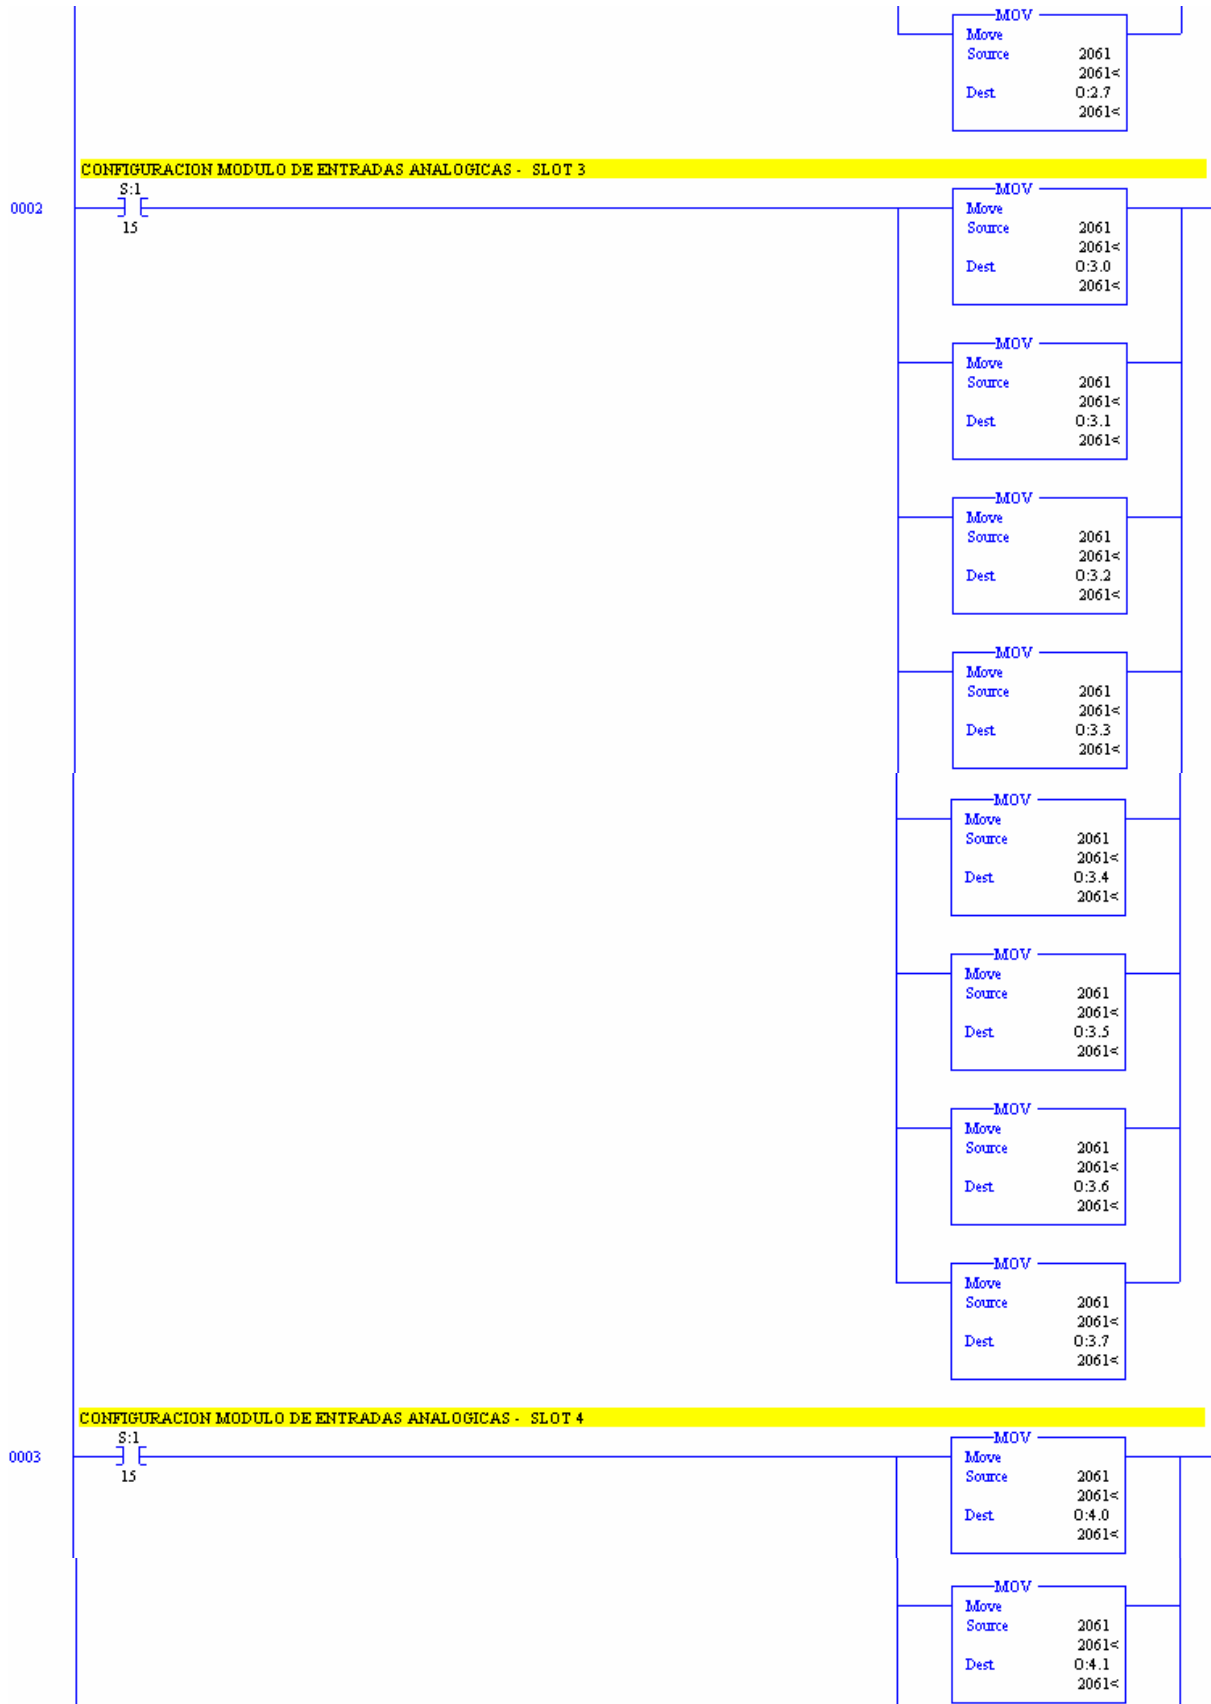 MOV
Move
Source 2061
2061<
Dest O:2.7
2061<
CONFIGURACION MODULO DE ENTRADAS ANALOGICAS - SLOT 3
0002
S:1
15
MOV
Move
Source 2061
2061<
Dest O:3.0
2061<
MOV
Move
Source 2061
2061<
Dest O:3.1
2061<
MOV
Move
Source 2061
2061<
Dest O:3.2
2061<
MOV
Move
Source 2061
2061<
Dest O:3.3
2061<
MOV
Move
Source 2061
2061<
Dest O:3.4
2061<
MOV
Move
Source 2061
2061<
Dest O:3.5
2061<
MOV
Move
Source 2061
2061<
Dest O:3.6
2061<
MOV
Move
Source 2061
2061<
Dest O:3.7
2061<
CONFIGURACION MODULO DE ENTRADAS ANALOGICAS - SLOT 4
0003
S:1
15
MOV
Move
Source 2061
2061<
Dest O:4.0
2061<
MOV
Move
Source 2061
2061<
Dest O:4.1
2061<